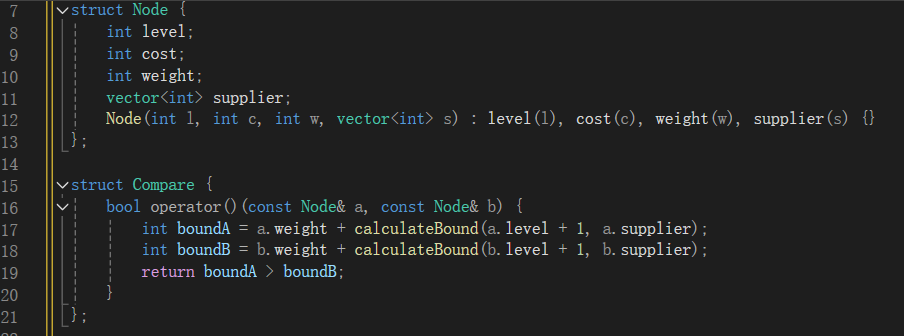 7 struct Node {
8 int level;
9 int cost;
10 int weight;
11 vector<int> supplier;
12 Node(int l, int c, int w, vector<int> s) : level(l), cost(c), weight(w), supplier(s) {}
13 };
14
15 struct Compare {
16 bool operator()(const Node& a, const Node& b) {
17 int boundA = a.weight + calculateBound(a.level + 1, a.supplier);
18 int boundB = b.weight + calculateBound(b.level + 1, b.supplier);
19 return boundA > boundB;
20 }
21 };